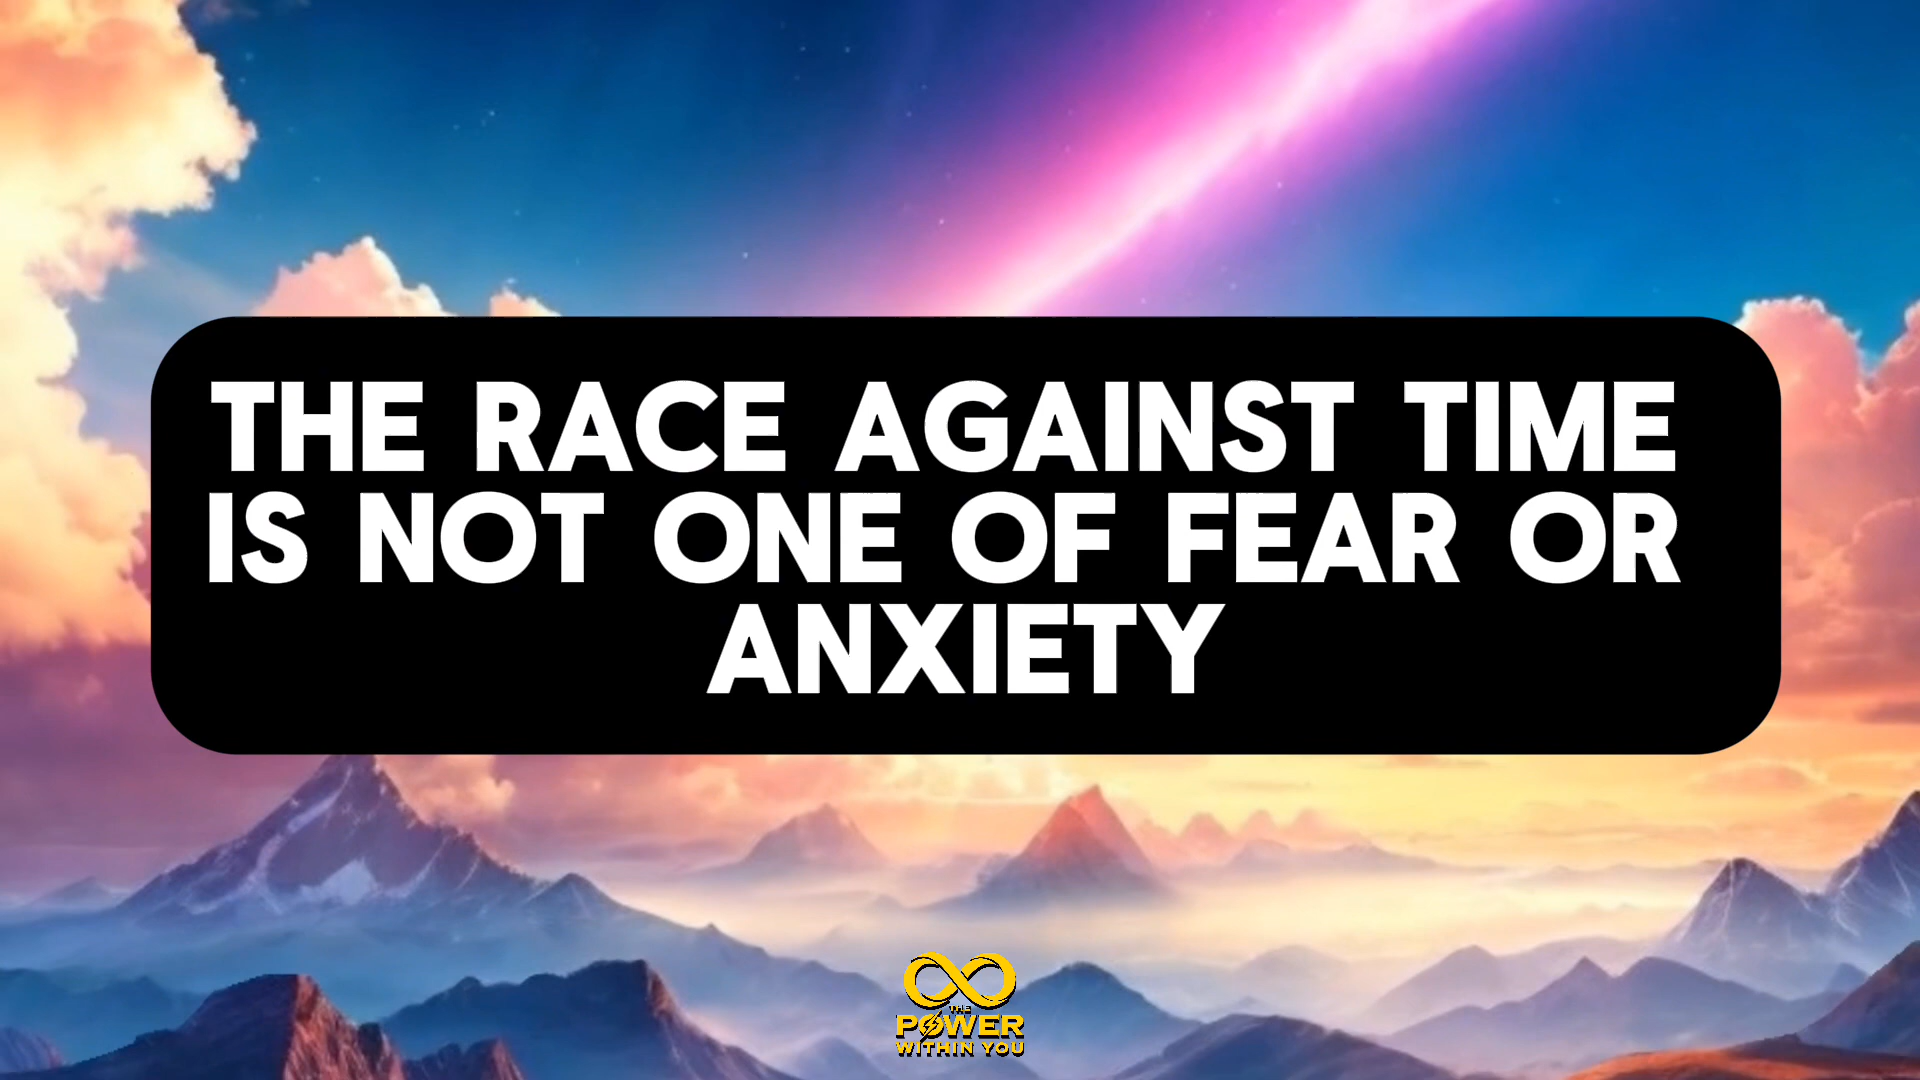 THE RACE AGAINST TIME
IS NOT ONE OF FEAR OR
ANXIETY
THE
POWER
WITHIN YOU